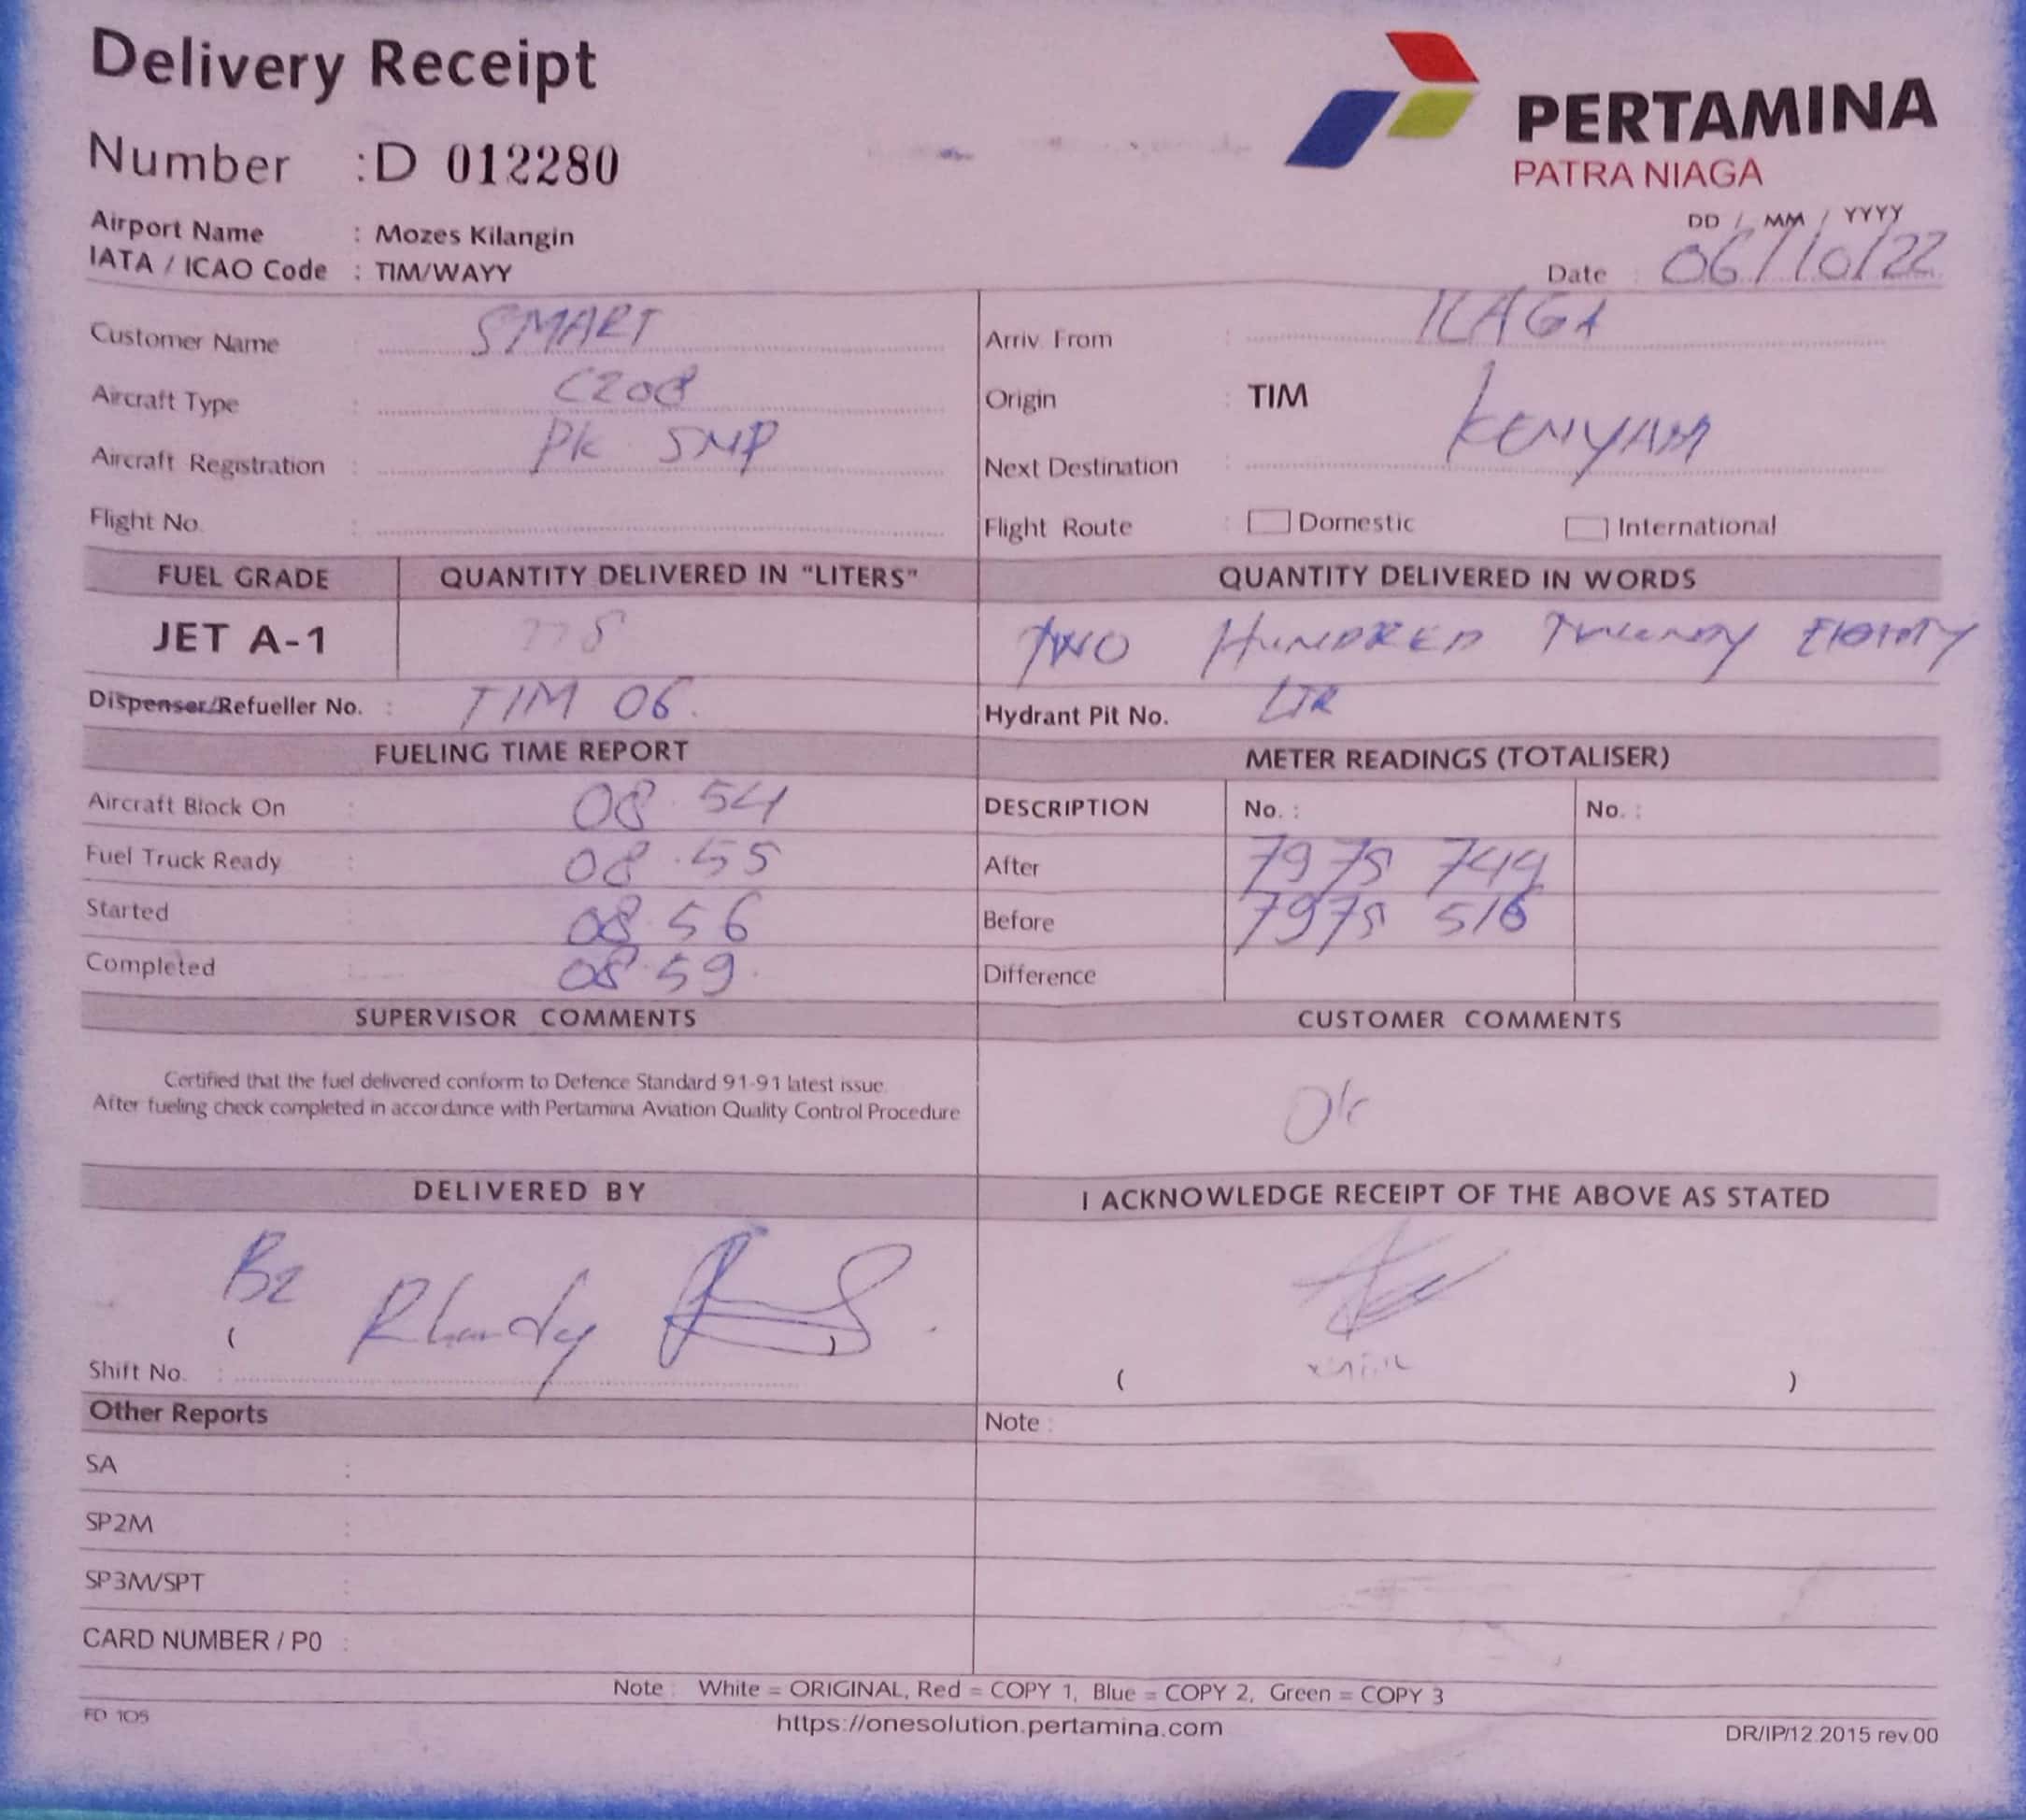 Delivery Receipt
PERTAMINA
PATRA NIAGA
Number : D 012280
Airport Name : Mozes Kilangin
IATA / ICAO Code : TIM/WAYY
DD / MM / YYYY
Date : 06/10/22
Customer Name SMART
Aircraft Type : C208
Aircraft Registration : PK SNP
Flight No. :
Arriv. From : ILAGA
Origin : TIM
Next Destination : KENYAM
Flight Route : Domestic International
FUEL GRADE QUANTITY DELIVERED IN "LITERS" QUANTITY DELIVERED IN WORDS
JET A-1 228 TWO HUNDRED TWENTY EIGHTY
Dispenser/Refueller No. : TIM 06. Hydrant Pit No. LTR
FUELING TIME REPORT
Aircraft Block On : 08.54
Fuel Truck Ready : 08.55
Started : 08.56
Completed : 08.59.
METER READINGS (TOTALISER)
DESCRIPTION No. : No. :
After 7975 744
Before 7975 516
Difference
SUPERVISOR COMMENTS
Certified that the fuel delivered conform to Defence Standard 91-91 latest issue.
After fueling check completed in accordance with Pertamina Aviation Quality Control Procedure
CUSTOMER COMMENTS
Ok
DELIVERED BY
B2 Rhandy
( )
Shift No. :
I ACKNOWLEDGE RECEIPT OF THE ABOVE AS STATED
( )
Other Reports
SA :
SP2M :
SP3M/SPT :
CARD NUMBER / P0 :
Note :
Note : White = ORIGINAL, Red = COPY 1, Blue = COPY 2, Green = COPY 3
FD 105
https://onesolution.pertamina.com
DR/IP/12.2015 rev.00